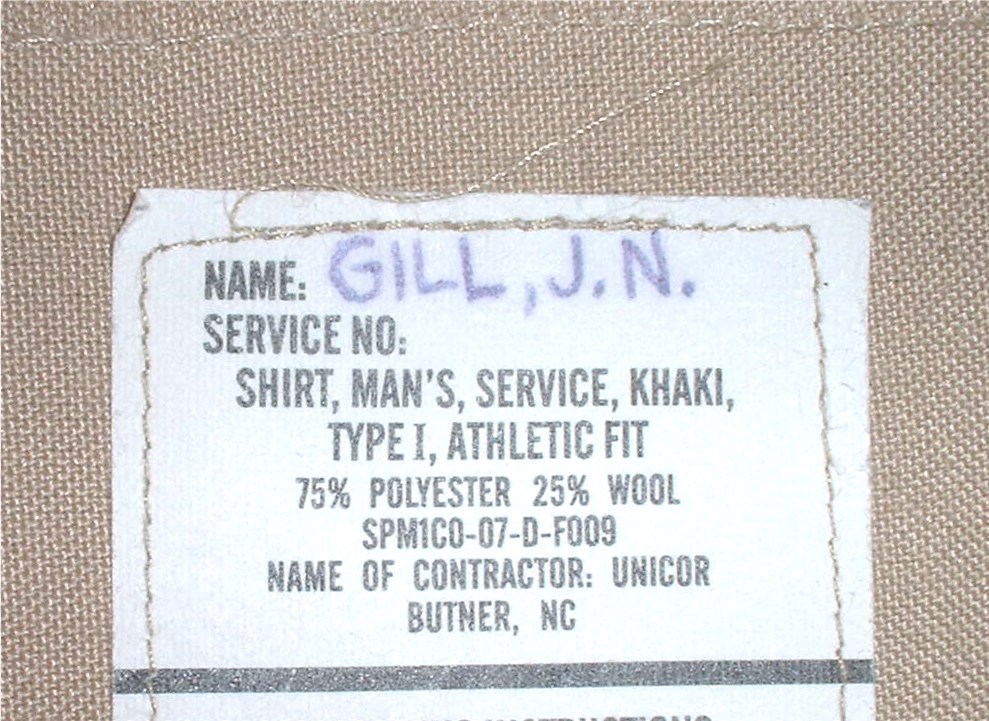 NAME: GILL, J. N.
SERVICE NO:
SHIRT, MAN'S, SERVICE, KHAKI,
TYPE I, ATHLETIC FIT
75% POLYESTER 25% WOOL
SPM1C0-07-D-F009
NAME OF CONTRACTOR: UNICOR
BUTNER, NC